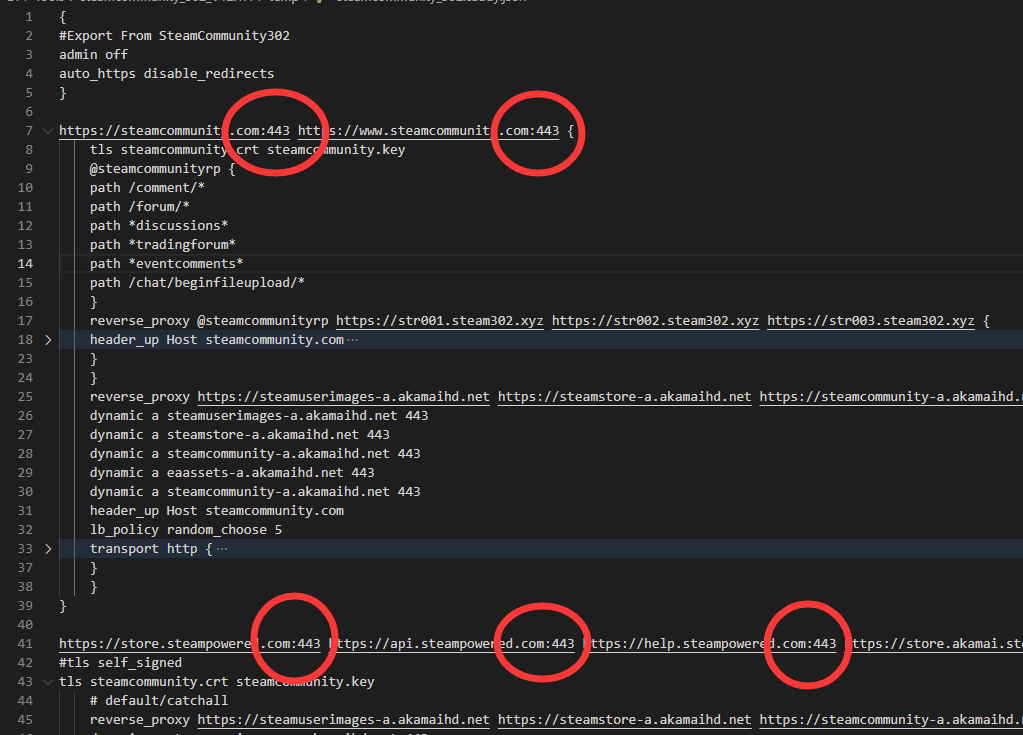 1 {
2 #Export From SteamCommunity302
3 admin off
4 auto_https disable_redirects
5 }
6
7 https://steamcommunity.com:443 https://www.steamcommunity.com:443 {
8 tls steamcommunity.crt steamcommunity.key
9 @steamcommunityrp {
10 path /comment/*
11 path /forum/*
12 path *discussions*
13 path *tradingforum*
14 path *eventcomments*
15 path /chat/beginfileupload/*
16 }
17 reverse_proxy @steamcommunityrp https://str001.steam302.xyz https://str002.steam302.xyz https://str003.steam302.xyz {
18 header_up Host steamcommunity.com ···
23 }
24 }
25 reverse_proxy https://steamuserimages-a.akamaihd.net https://steamstore-a.akamaihd.net https://steamcommunity-a.akamaihd.
26 dynamic a steamuserimages-a.akamaihd.net 443
27 dynamic a steamstore-a.akamaihd.net 443
28 dynamic a steamcommunity-a.akamaihd.net 443
29 dynamic a eaassets-a.akamaihd.net 443
30 dynamic a steamcommunity-a.akamaihd.net 443
31 header_up Host steamcommunity.com
32 lb_policy random_choose 5
33 transport http { ···
37 }
38 }
39 }
40
41 https://store.steampowered.com:443 https://api.steampowered.com:443 https://help.steampowered.com:443 https://store.akamai.st
42 #tls self_signed
43 tls steamcommunity.crt steamcommunity.key
44 # default/catchall
45 reverse_proxy https://steamuserimages-a.akamaihd.net https://steamstore-a.akamaihd.net https://steamcommunity-a.akamaihd.